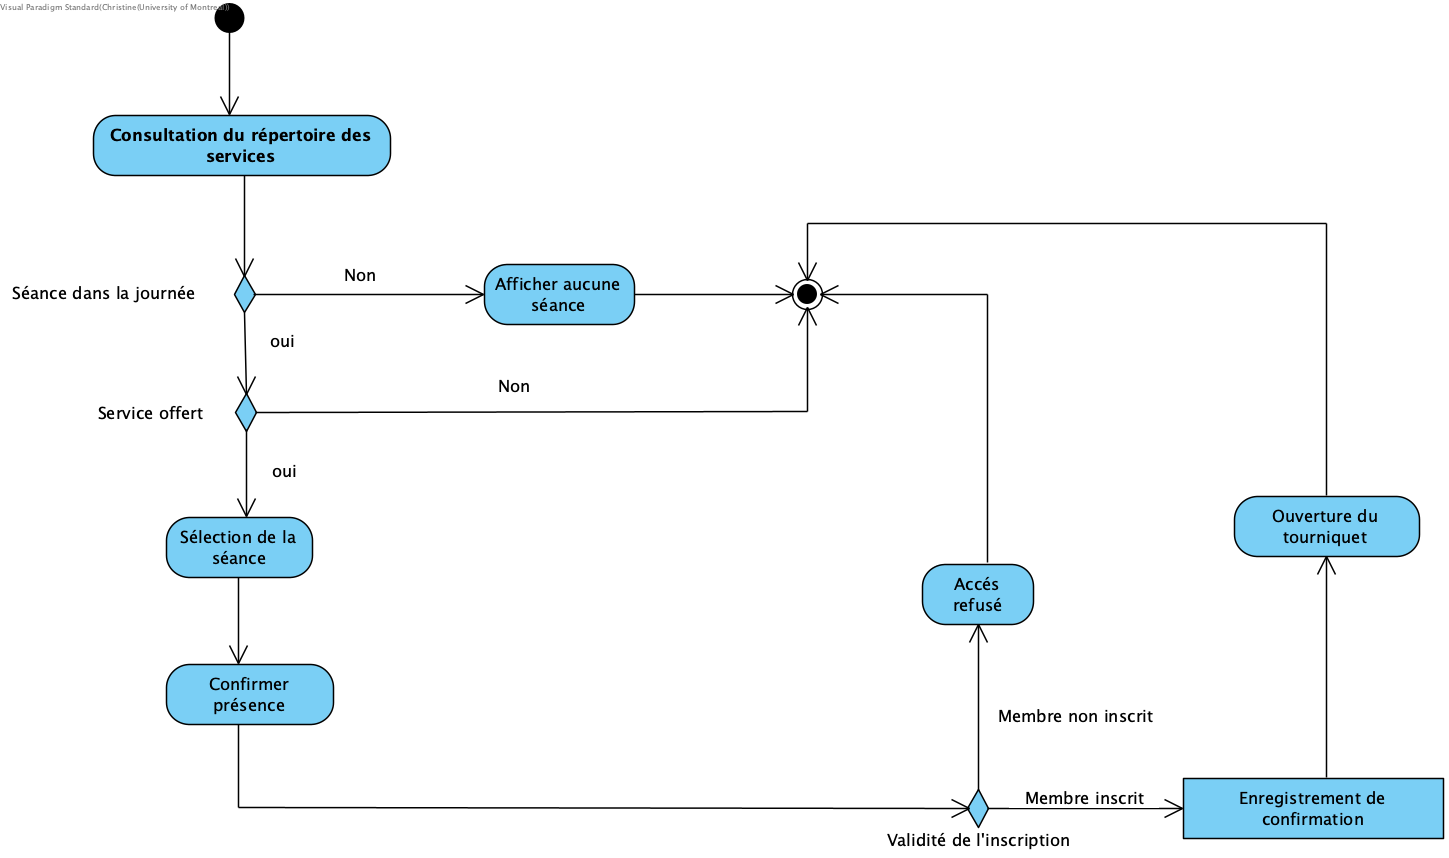 Visual Paradigm Standard(Christine(University of Montreal))
Consultation du répertoire des
services
Séance dans la journée
Non
Afficher aucune
séance
oui
Service offert
Non
oui
Sélection de la
séance
Confirmer
présence
Ouverture du
tourniquet
Accés
refusé
Membre non inscrit
Membre inscrit
Enregistrement de
confirmation
Validité de l'inscription